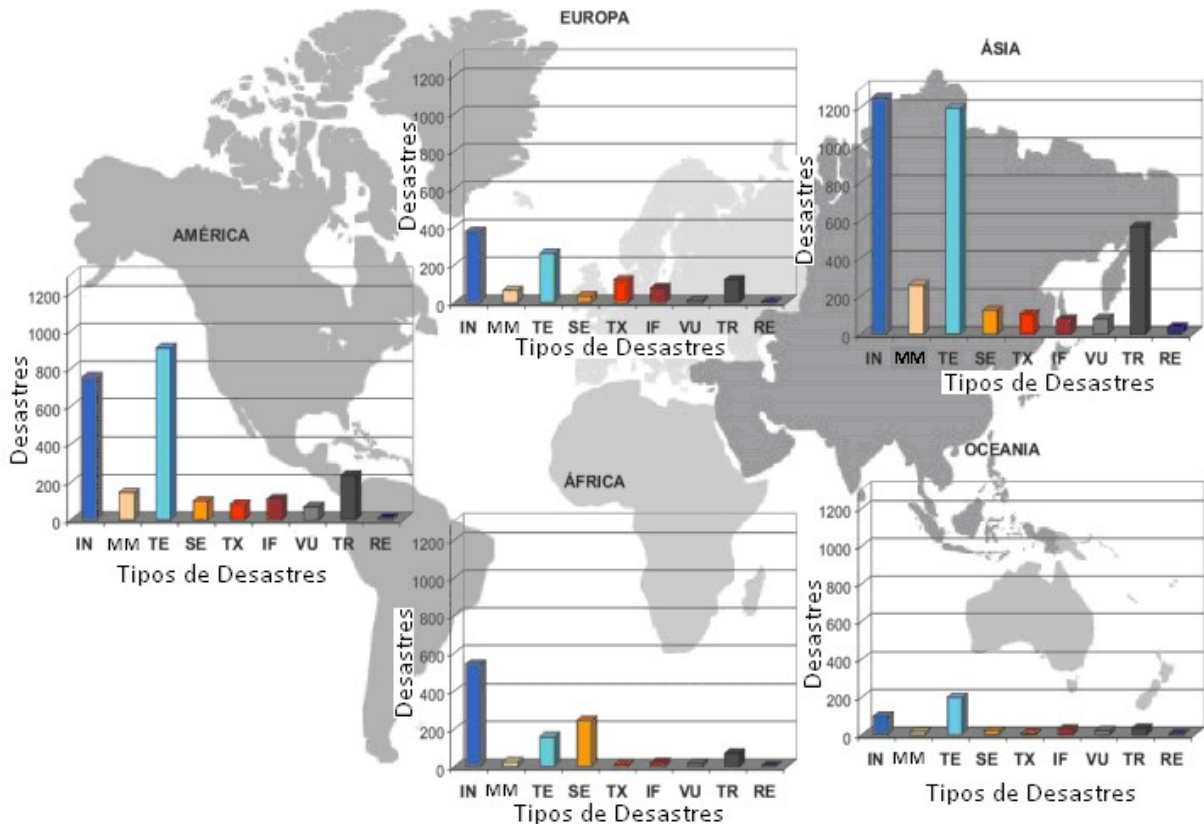 EUROPA
1200
1000
800
600
400
200
0
Desastres
IN MM TE SE TX IF VU TR RE
Tipos de Desastres
ÁSIA
1200
1000
800
600
400
200
0
Desastres
IN MM TE SE TX IF VU TR RE
Tipos de Desastres
AMÉRICA
1200
1000
800
600
400
200
0
Desastres
IN MM TE SE TX IF VU TR RE
Tipos de Desastres
ÁFRICA
1200
1000
800
600
400
200
0
Desastres
IN MM TE SE TX IF VU TR RE
Tipos de Desastres
OCEANIA
1200
1000
800
600
400
200
0
Desastres
IN MM TE SE TX IF VU TR RE
Tipos de Desastres